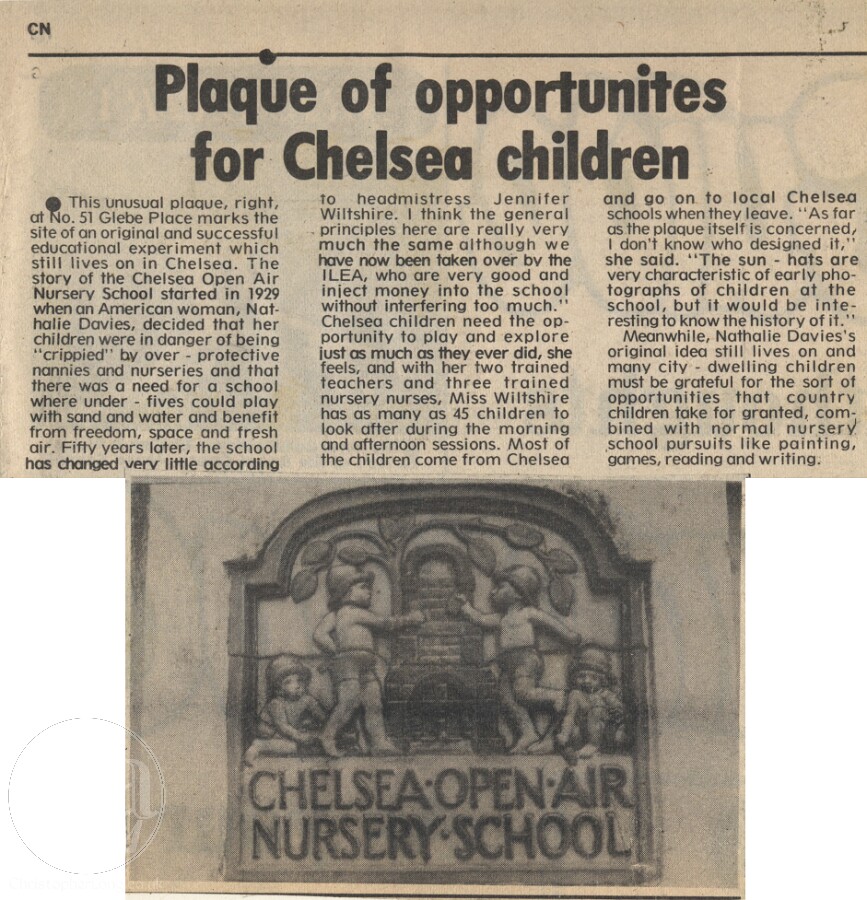 CN
Plaque of opportunites
for Chelsea children
This unusual plaque, right,
at No. 51 Glebe Place marks the
site of an original and successful
educational experiment which
still lives on in Chelsea. The
story of the Chelsea Open Air
Nursery School started in 1929
when an American woman, Nat-
halie Davies, decided that her
children were in danger of being
"crippled" by over - protective
nannies and nurseries and that
there was a need for a school
where under - fives could play
with sand and water and benefit
from freedom, space and fresh
air. Fifty years later, the school
has changed very little according
to headmistress Jennifer
Wiltshire. I think the general
principles here are really very
much the same although we
have now been taken over by the
ILEA, who are very good and
inject money into the school
without interfering too much."
Chelsea children need the op-
portunity to play and explore
just as much as they ever did, she
feels, and with her two trained
teachers and three trained
nursery nurses, Miss Wiltshire
has as many as 45 children to
look after during the morning
and afternoon sessions. Most of
the children come from Chelsea
and go on to local Chelsea
schools when they leave. "As far
as the plaque itself is concerned,
I don't know who designed it,"
she said. "The sun - hats are
very characteristic of early pho-
tographs of children at the
school, but it would be inte-
resting to know the history of it."
Meanwhile, Nathalie Davies's
original idea still lives on and
many city - dwelling children
must be grateful for the sort of
opportunities that country
children take for granted, com-
bined with normal nursery
school pursuits like painting,
games, reading and writing.
CHELSEA·OPEN·AIR
NURSERY·SCHOOL